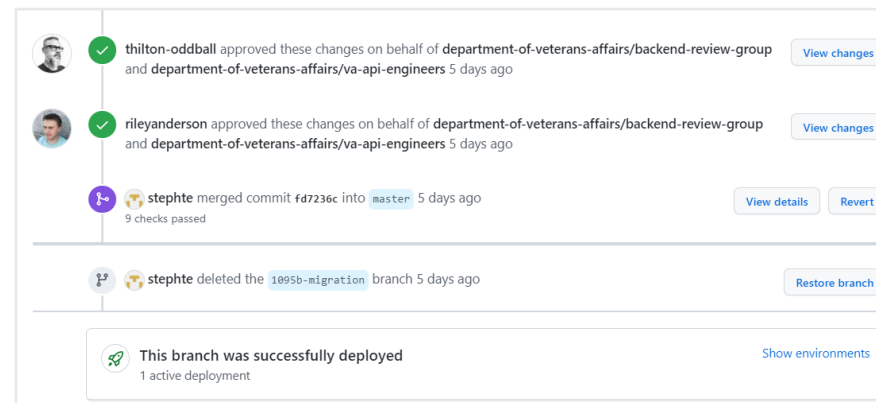 thilton-oddball approved these changes on behalf of department-of-veterans-affairs/backend-review-group
and department-of-veterans-affairs/va-api-engineers 5 days ago
View changes
rileyanderson approved these changes on behalf of department-of-veterans-affairs/backend-review-group
and department-of-veterans-affairs/va-api-engineers 5 days ago
View changes
stephte merged commit fd7236c into master 5 days ago
9 checks passed
View details
Revert
stephte deleted the 1095b-migration branch 5 days ago
Restore branch
This branch was successfully deployed
1 active deployment
Show environments